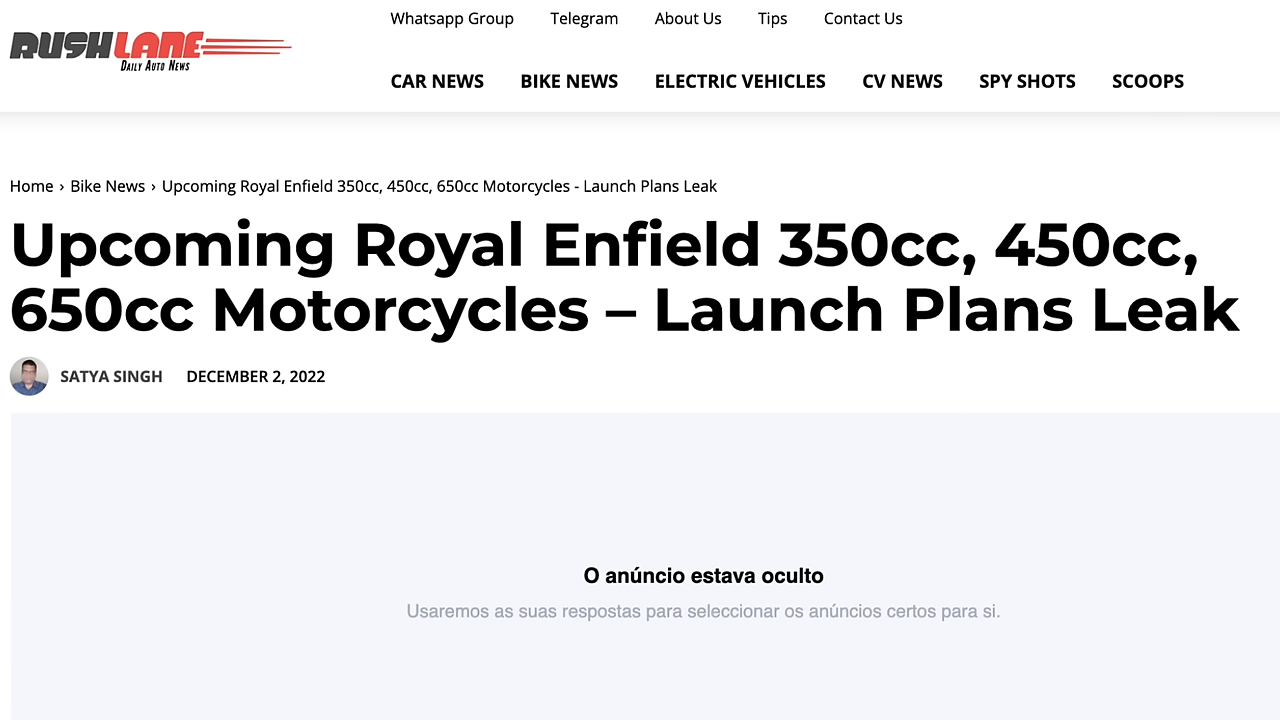 Whatsapp Group Telegram About Us Tips Contact Us
RUSHLANE
Daily Auto News
CAR NEWS BIKE NEWS ELECTRIC VEHICLES CV NEWS SPY SHOTS SCOOPS
Home › Bike News › Upcoming Royal Enfield 350cc, 450cc, 650cc Motorcycles - Launch Plans Leak
Upcoming Royal Enfield 350cc, 450cc,
650cc Motorcycles – Launch Plans Leak
SATYA SINGH DECEMBER 2, 2022
O anúncio estava oculto
Usaremos as suas respostas para seleccionar os anúncios certos para si.